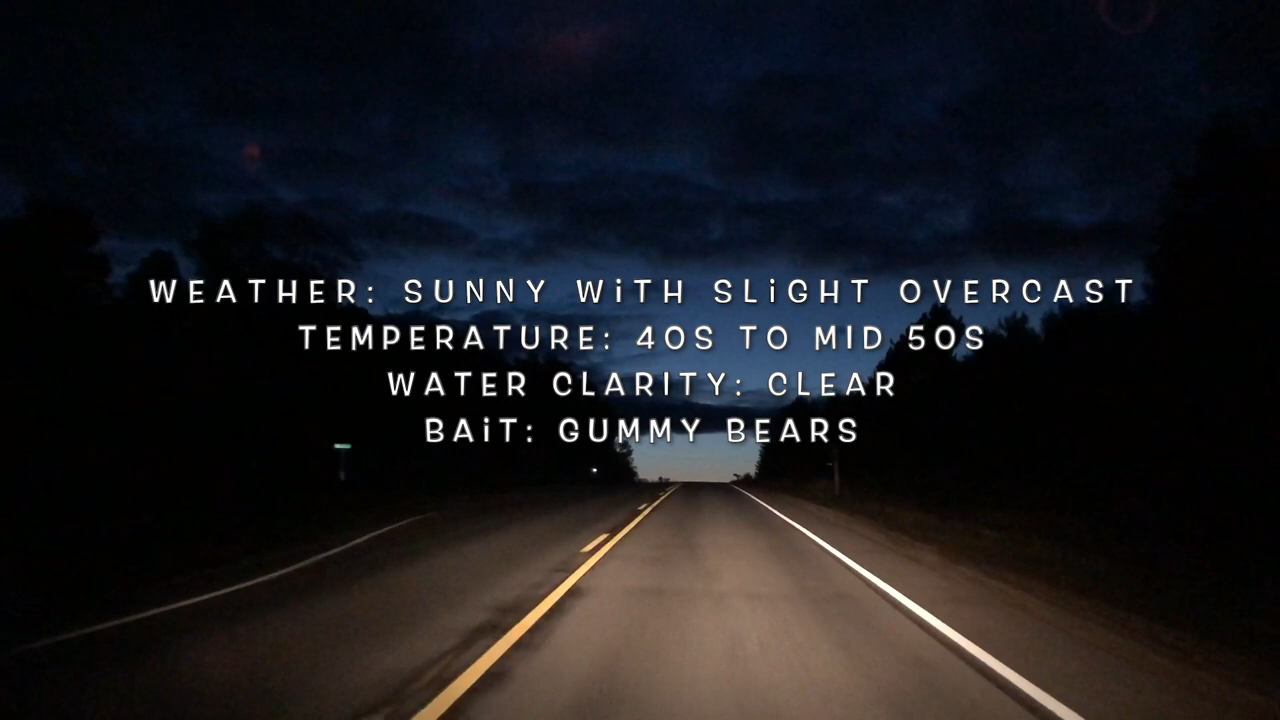 WEATHER: SUNNY WiTH SLiGHT OVERCAST
TEMPERATURE: 40S TO MID 50S
WATER CLARITY: CLEAR
BAiT: GUMMY BEARS